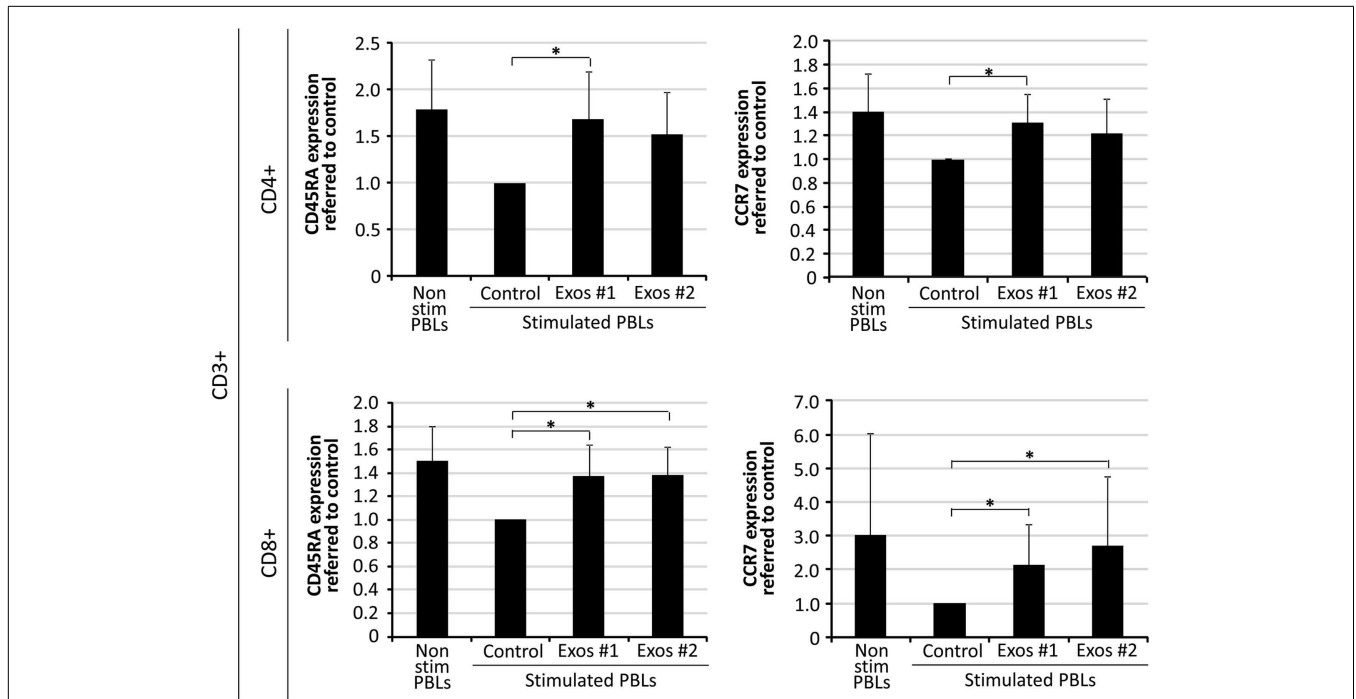 CD3+
CD4+
CD45RA expression
referred to control
2.5
2.0
1.5
1.0
0.5
0
*
Non
stim
PBLs
Control Exos #1 Exos #2
Stimulated PBLs
CCR7 expression
referred to control
2.0
1.8
1.6
1.4
1.2
1.0
0.8
0.6
0.4
0.2
0
*
Non
stim
PBLs
Control Exos #1 Exos #2
Stimulated PBLs
CD8+
CD45RA expression
referred to control
2.0
1.8
1.6
1.4
1.2
1.0
0.8
0.6
0.4
0.2
0
*
*
Non
stim
PBLs
Control Exos #1 Exos #2
Stimulated PBLs
CCR7 expression
referred to control
7.0
6.0
5.0
4.0
3.0
2.0
1.0
0
*
*
Non
stim
PBLs
Control Exos #1 Exos #2
Stimulated PBLs